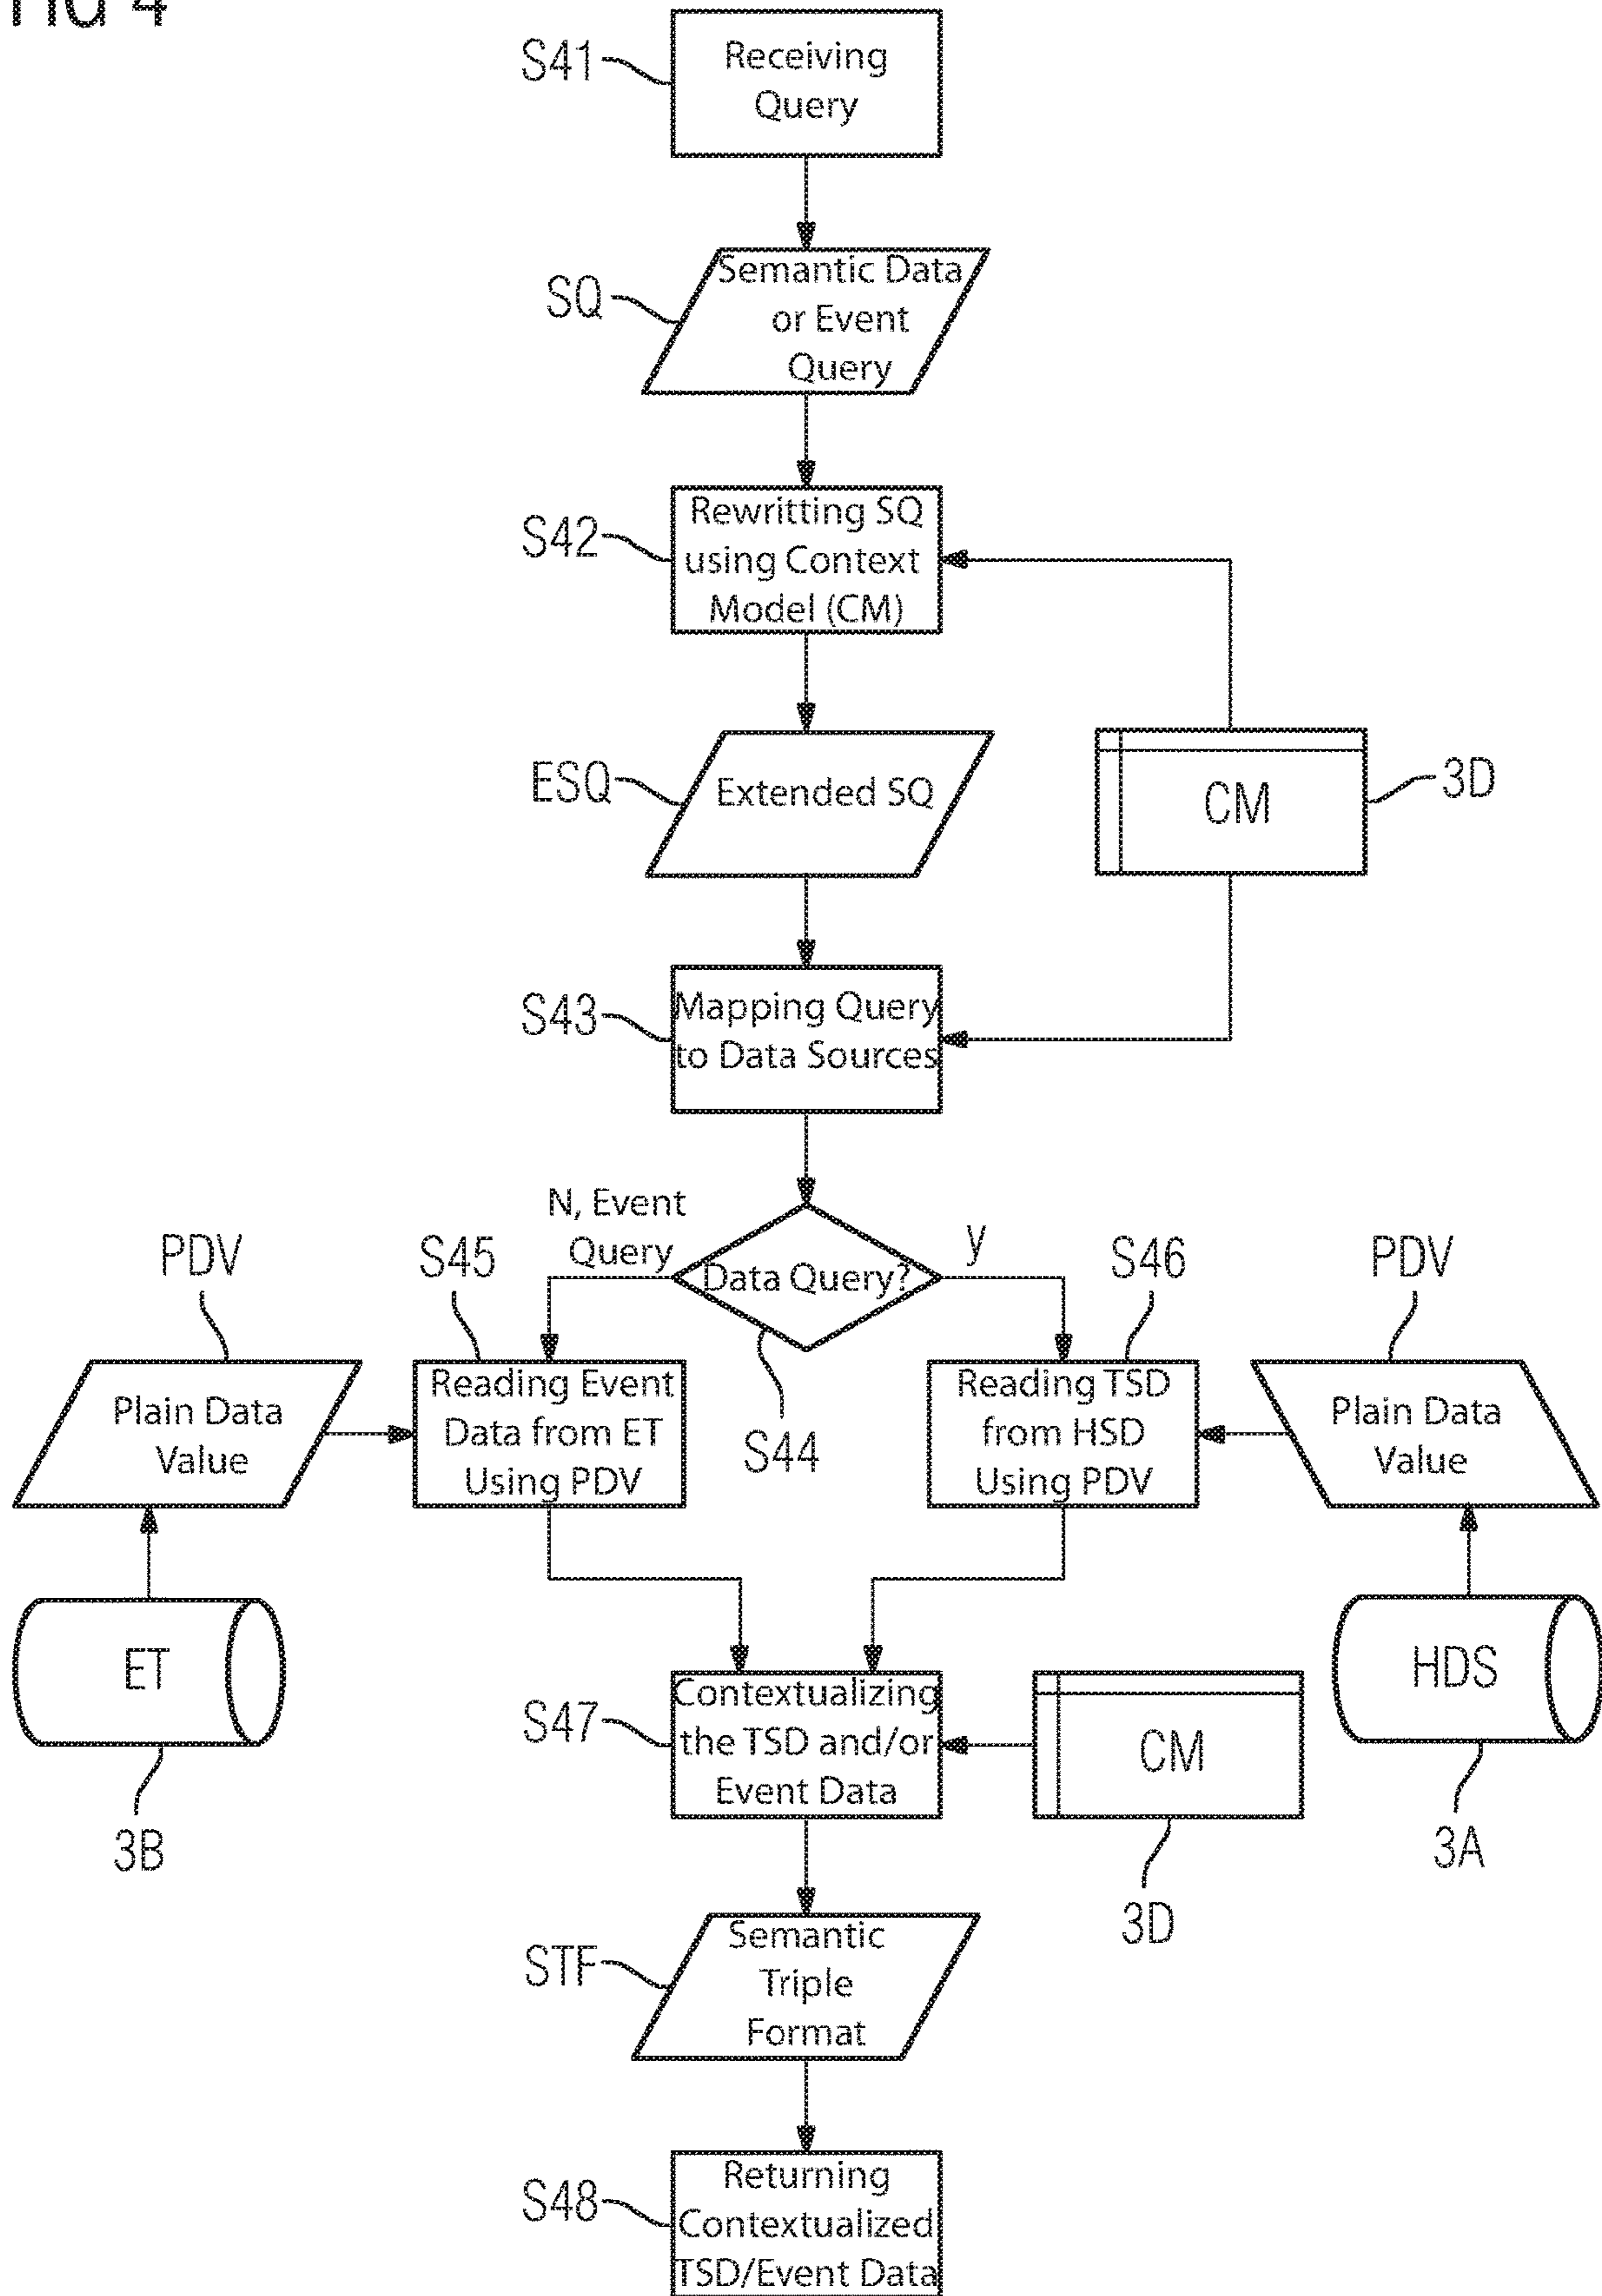 FIG 4
S41
Receiving
Query
SQ
Semantic Data
or Event
Query
S42
Rewritting SQ
using Context
Model (CM)
ESQ
Extended SQ
CM
3D
S43
Mapping Query
to Data Sources
N, Event
Query
Data Query?
y
S44
PDV
S45
S46
PDV
Plain Data
Value
Reading Event
Data from ET
Using PDV
Reading TSD
from HSD
Using PDV
Plain Data
Value
ET
3B
HDS
3A
S47
Contextualizing
the TSD and/or
Event Data
CM
3D
STF
Semantic
Triple
Format
S48
Returning
Contextualized
TSD/Event Data